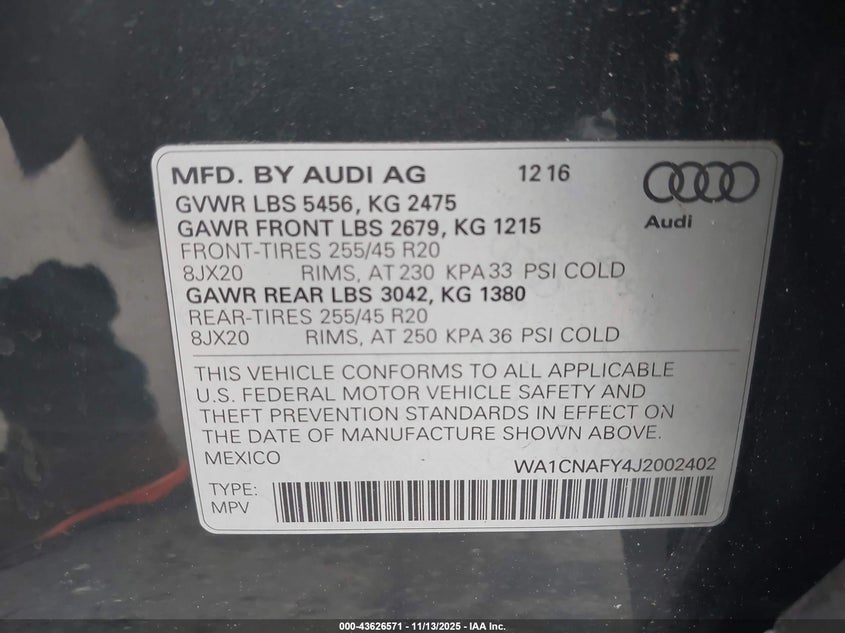 MFD. BY AUDI AG 12 16
GVWR LBS 5456, KG 2475
GAWR FRONT LBS 2679, KG 1215
Audi
FRONT-TIRES 255/45 R20
8JX20 RIMS, AT 230 KPA 33 PSI COLD
GAWR REAR LBS 3042, KG 1380
REAR-TIRES 255/45 R20
8JX20 RIMS, AT 250 KPA 36 PSI COLD
THIS VEHICLE CONFORMS TO ALL APPLICABLE
U.S. FEDERAL MOTOR VEHICLE SAFETY AND
THEFT PREVENTION STANDARDS IN EFFECT ON
THE DATE OF MANUFACTURE SHOWN ABOVE.
MEXICO WA1CNAFY4J2002402
TYPE:
MPV
000-43626571 - 11/13/2025 - IAA Inc.